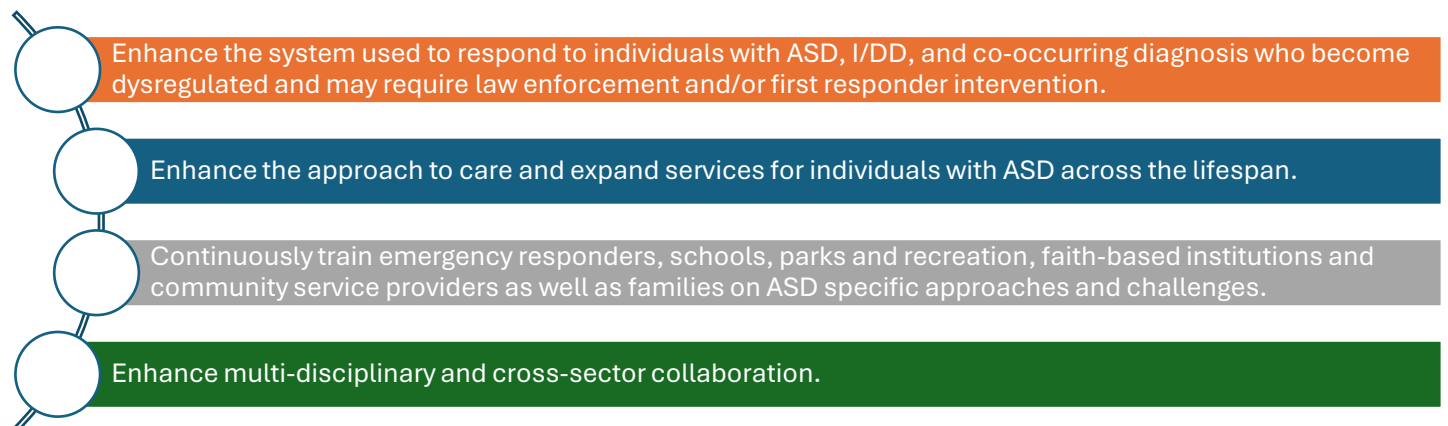 Enhance the system used to respond to individuals with ASD, I/DD, and co-occurring diagnosis who become
dysregulated and may require law enforcement and/or first responder intervention.
Enhance the approach to care and expand services for individuals with ASD across the lifespan.
Continuously train emergency responders, schools, parks and recreation, faith-based institutions and
community service providers as well as families on ASD specific approaches and challenges.
Enhance multi-disciplinary and cross-sector collaboration.